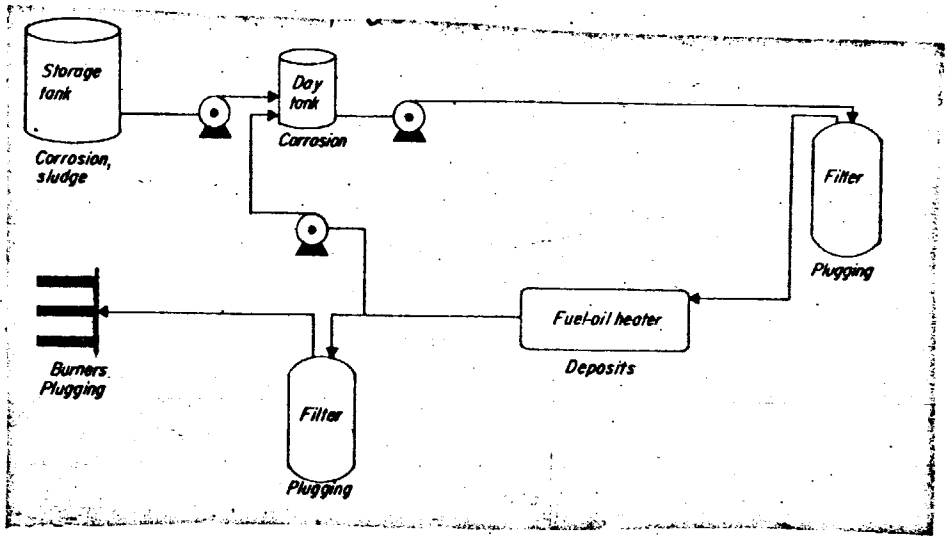 Storage
tank
Corrosion,
sludge
Day
tank
Corrosion
Filter
Plugging
Fuel-oil heater
Deposits
Burners
Plugging
Filter
Plugging